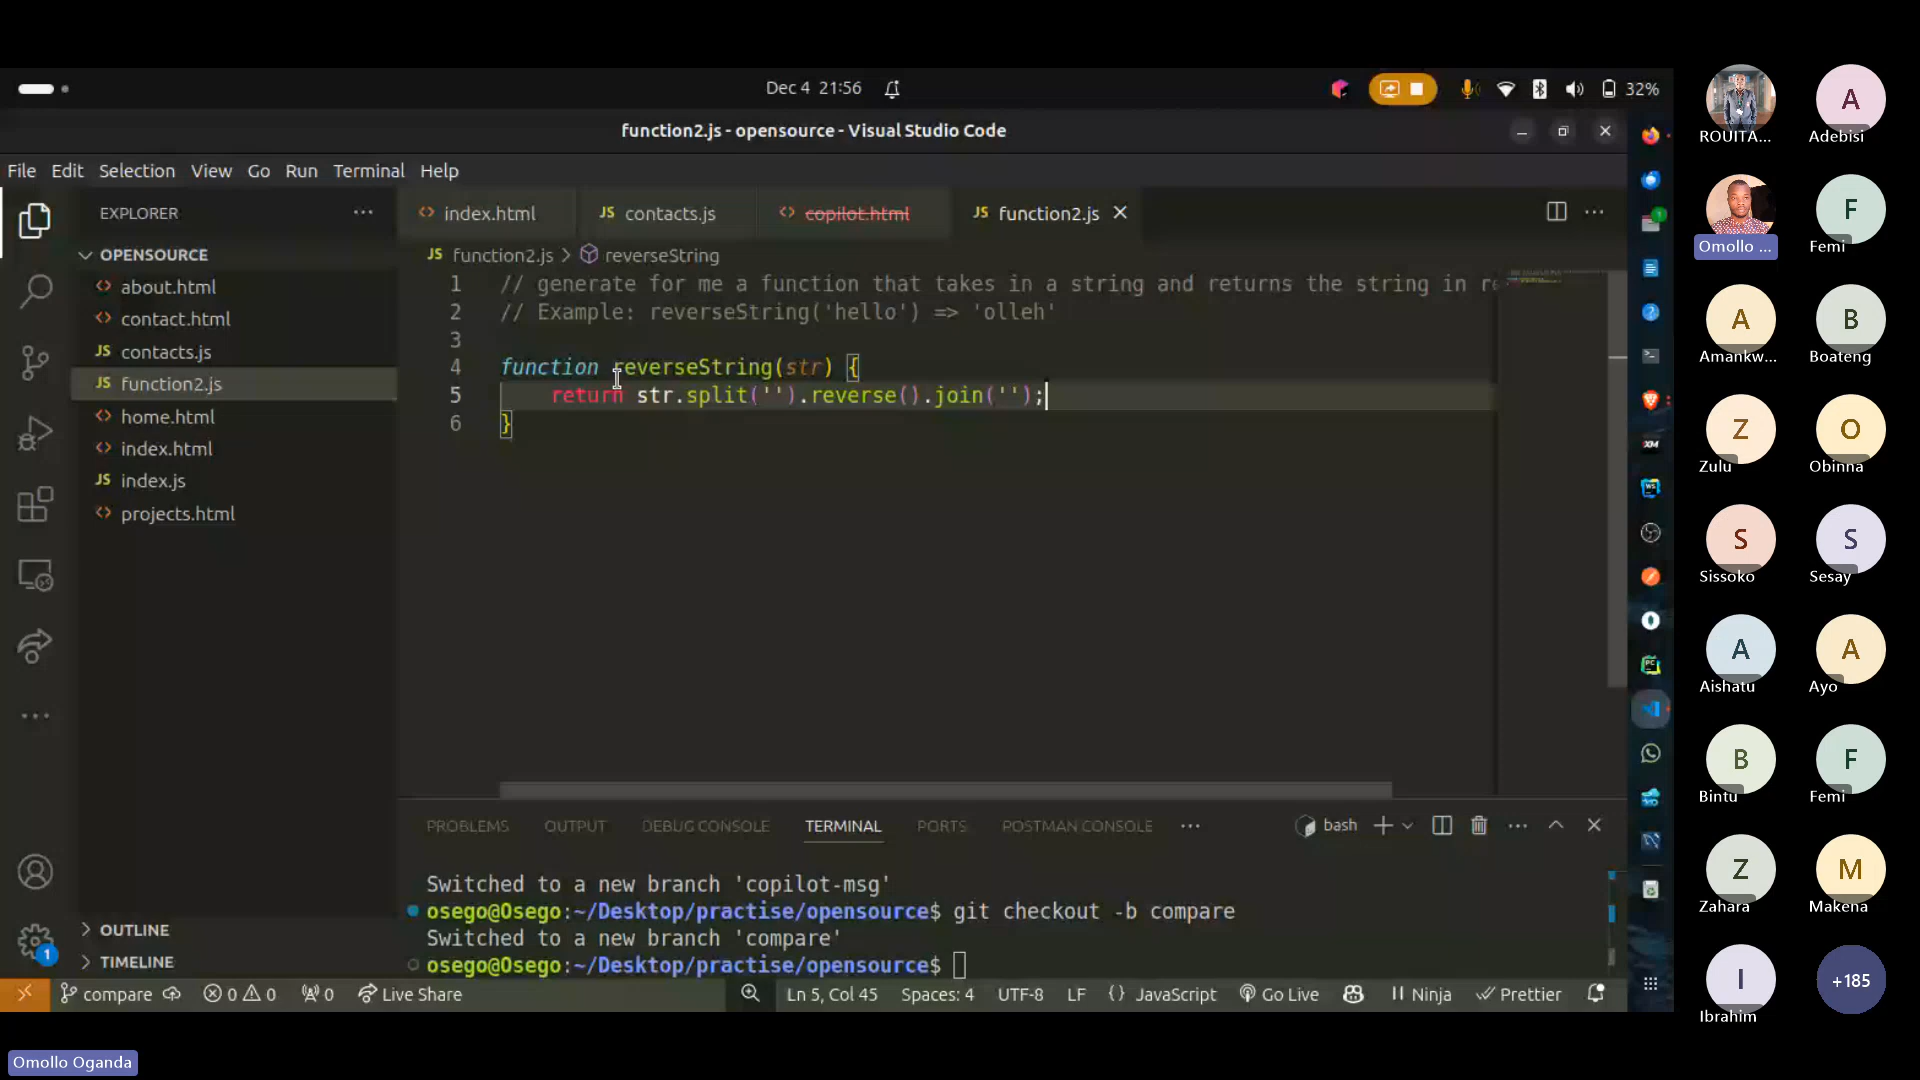 Dec 4 21:56
32%
function2.js - opensource - Visual Studio Code
File Edit Selection View Go Run Terminal Help
EXPLORER
OPENSOURCE
about.html
contact.html
JS contacts.js
JS function2.js
home.html
index.html
JS index.js
projects.html
OUTLINE
TIMELINE
1
index.html
JS contacts.js
copilot.html
JS function2.js
JS function2.js > reverseString
1 // generate for me a function that takes in a string and returns the string in re
2 // Example: reverseString('hello') => 'olleh'
3
4 function reverseString(str) {
5 return str.split('').reverse().join('');
6 }
PROBLEMS OUTPUT DEBUG CONSOLE TERMINAL PORTS POSTMAN CONSOLE
bash
Switched to a new branch 'copilot-msg'
osego@Osego:~/Desktop/practise/opensource$ git checkout -b compare
Switched to a new branch 'compare'
osego@Osego:~/Desktop/practise/opensource$
compare 0 0 0 Live Share Ln 5, Col 45 Spaces: 4 UTF-8 LF {} JavaScript Go Live Ninja Prettier
ROUITA...
A
Adebisi
Omollo ...
F
Femi
A
Amankw...
B
Boateng
Z
Zulu
O
Obinna
S
Sissoko
S
Sesay
A
Aishatu
A
Ayo
B
Bintu
F
Femi
Z
Zahara
M
Makena
I
Ibrahim
+185
Omollo Oganda